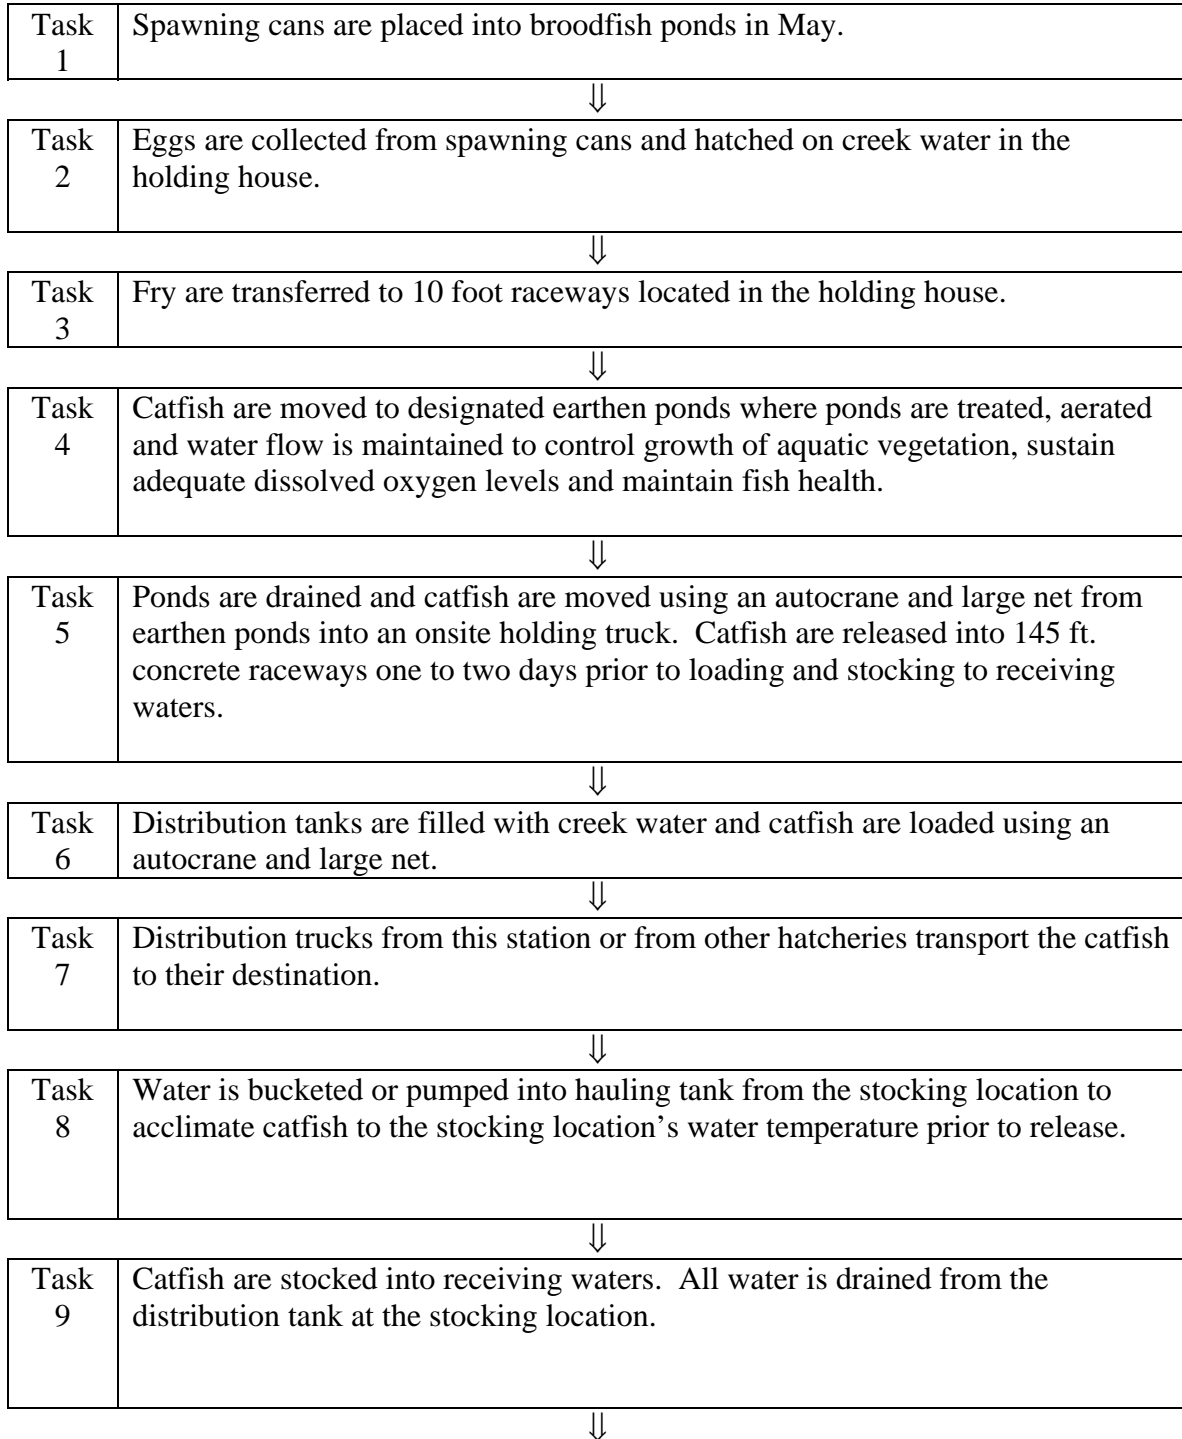 Task Spawning cans are placed into broodfish ponds in May.
1
⇓
Task Eggs are collected from spawning cans and hatched on creek water in the
2 holding house.
⇓
Task Fry are transferred to 10 foot raceways located in the holding house.
3
⇓
Task Catfish are moved to designated earthen ponds where ponds are treated, aerated
4 and water flow is maintained to control growth of aquatic vegetation, sustain
adequate dissolved oxygen levels and maintain fish health.
⇓
Task Ponds are drained and catfish are moved using an autocrane and large net from
5 earthen ponds into an onsite holding truck.  Catfish are released into 145 ft.
concrete raceways one to two days prior to loading and stocking to receiving
waters.
⇓
Task Distribution tanks are filled with creek water and catfish are loaded using an
6 autocrane and large net.
⇓
Task Distribution trucks from this station or from other hatcheries transport the catfish
7 to their destination.
⇓
Task Water is bucketed or pumped into hauling tank from the stocking location to
8 acclimate catfish to the stocking location’s water temperature prior to release.
⇓
Task Catfish are stocked into receiving waters.  All water is drained from the
9 distribution tank at the stocking location.
⇓